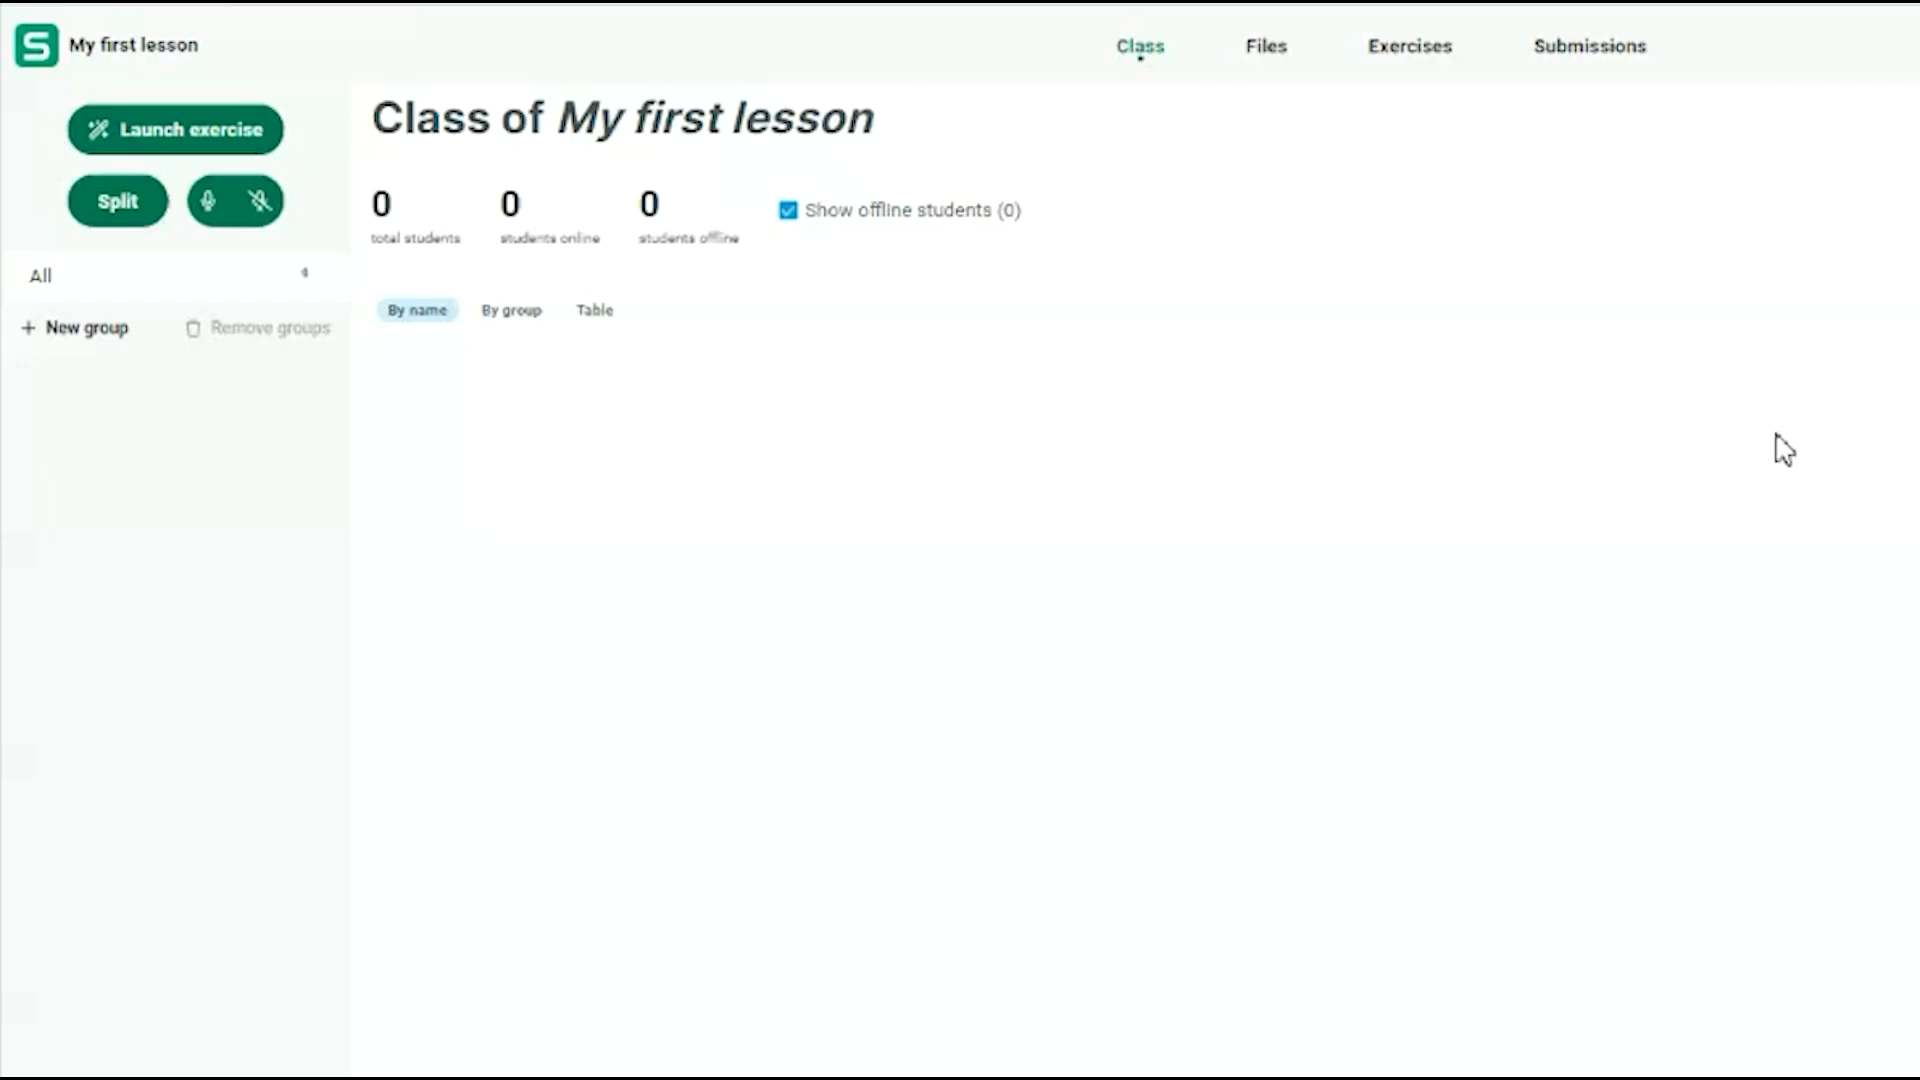 S My first lesson
Class Files Exercises Submissions
Launch exercise
Split
All
+ New group Remove groups
Class of My first lesson
0 0 0
total students students online students offline
Show offline students (0)
By name By group Table